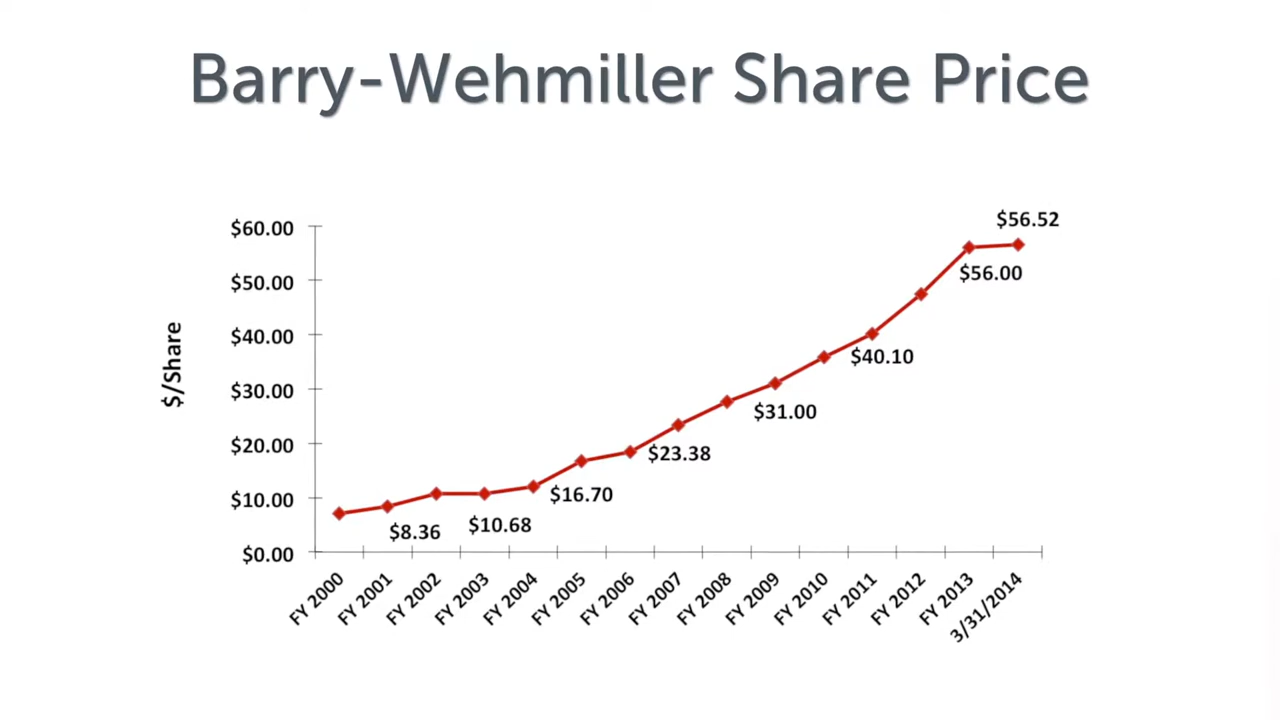 Barry-Wehmiller Share Price
$56.52
$60.00
$56.00
$50.00
$40.00
$40.10
$/Share
$30.00
$31.00
$20.00
$23.38
$16.70
$10.00
$8.36
$10.68
$0.00
FY 2000
FY 2001
FY 2002
FY 2003
FY 2004
FY 2005
FY 2006
FY 2007
FY 2008
FY 2009
FY 2010
FY 2011
FY 2012
FY 2013
3/31/2014